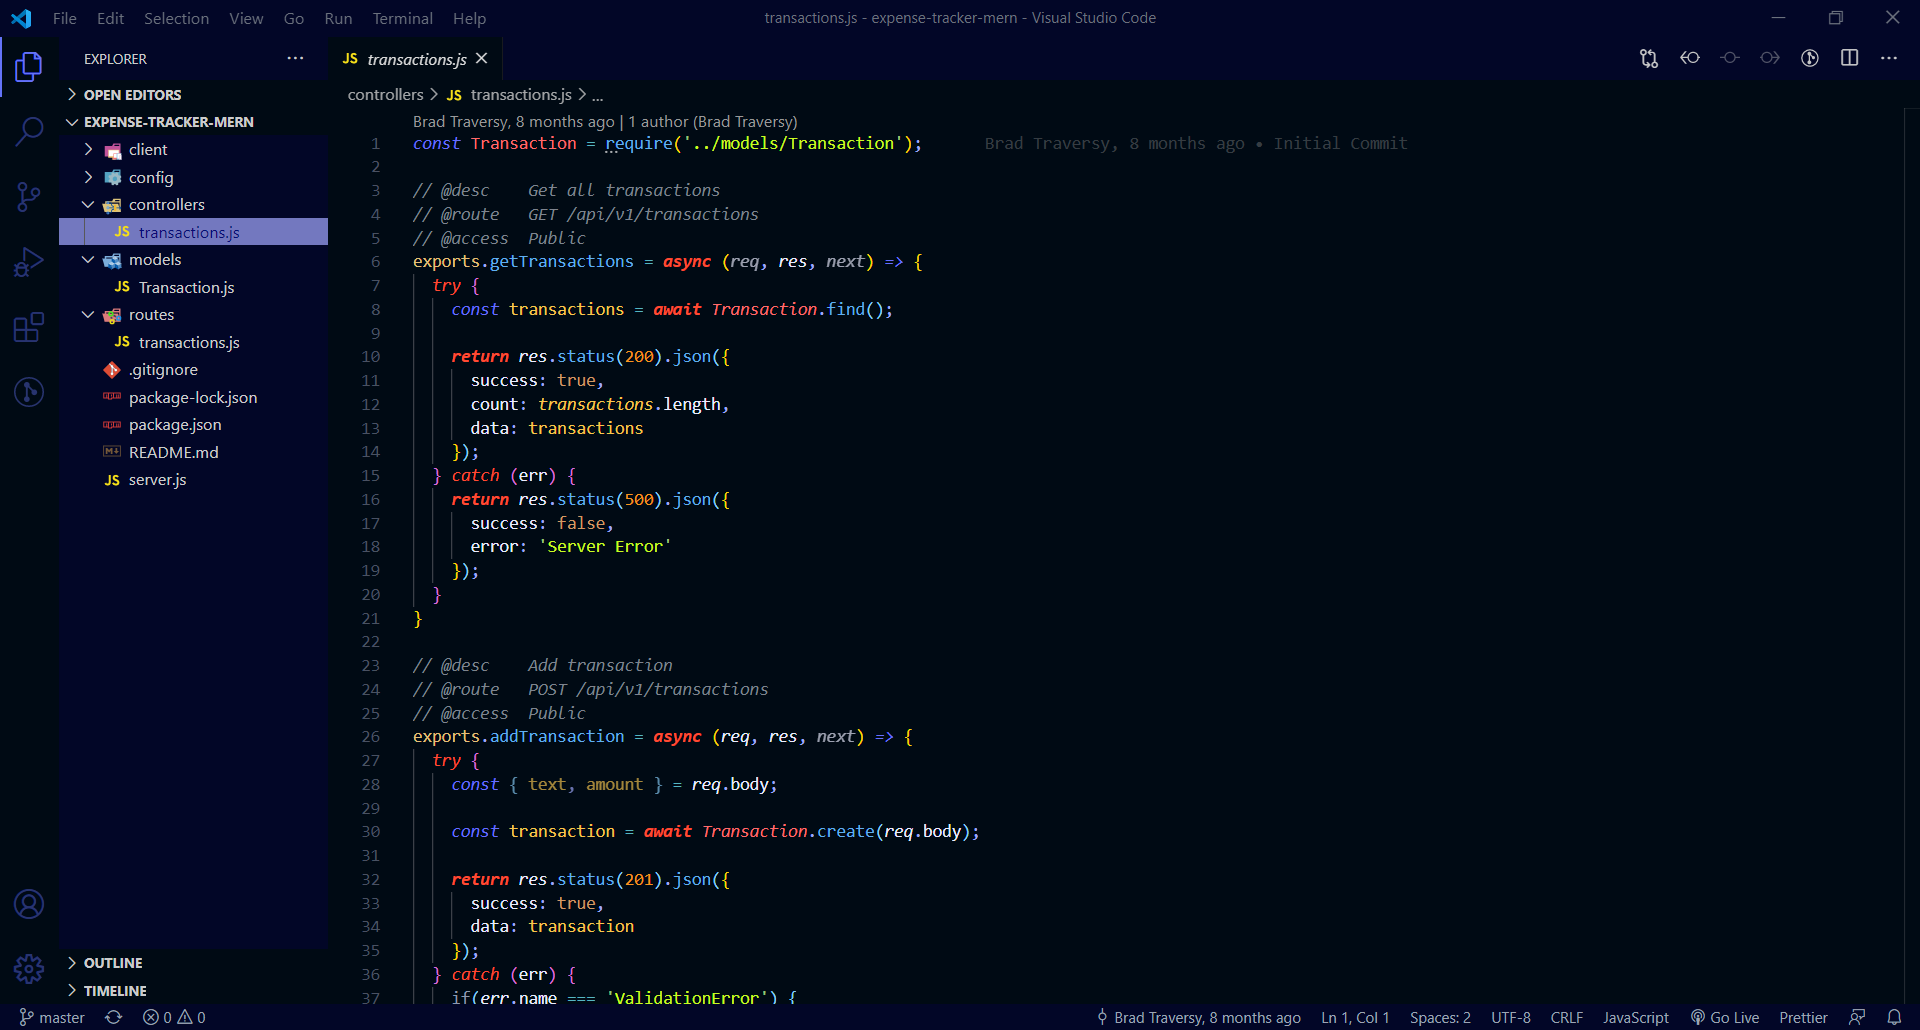 File Edit Selection View Go Run Terminal Help
transactions.js - expense-tracker-mern - Visual Studio Code
EXPLORER
OPEN EDITORS
EXPENSE-TRACKER-MERN
client
config
controllers
JS transactions.js
models
JS Transaction.js
routes
JS transactions.js
.gitignore
package-lock.json
package.json
README.md
JS server.js
OUTLINE
TIMELINE
JS transactions.js
controllers > JS transactions.js > ...
Brad Traversy, 8 months ago | 1 author (Brad Traversy)
1 const Transaction = require('../models/Transaction'); Brad Traversy, 8 months ago • Initial Commit
2
3 // @desc    Get all transactions
4 // @route   GET /api/v1/transactions
5 // @access  Public
6 exports.getTransactions = async (req, res, next) => {
7   try {
8     const transactions = await Transaction.find();
9
10     return res.status(200).json({
11       success: true,
12       count: transactions.length,
13       data: transactions
14     });
15   } catch (err) {
16     return res.status(500).json({
17       success: false,
18       error: 'Server Error'
19     });
20   }
21 }
22
23 // @desc    Add transaction
24 // @route   POST /api/v1/transactions
25 // @access  Public
26 exports.addTransaction = async (req, res, next) => {
27   try {
28     const { text, amount } = req.body;
29
30     const transaction = await Transaction.create(req.body);
31
32     return res.status(201).json({
33       success: true,
34       data: transaction
35     });
36   } catch (err) {
37     if(err.name === 'ValidationError') {
master 0 0 Brad Traversy, 8 months ago Ln 1, Col 1 Spaces: 2 UTF-8 CRLF JavaScript Go Live Prettier